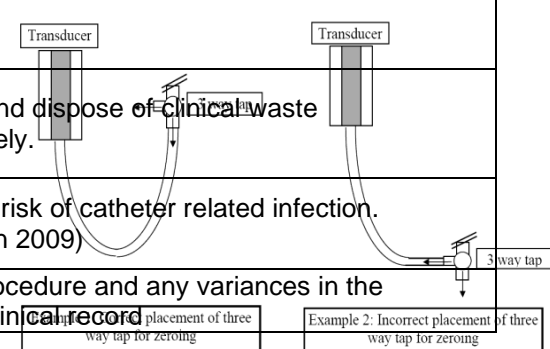 Transducer
Transducer
3 way tap
nd dispose of clinical waste
ely.
risk of catheter related infection.
n 2009)
3 way tap
ocedure and any variances in the
inical record
Example 1: Correct placement of three
way tap for zeroing
Example 2: Incorrect placement of three
way tap for zeroing